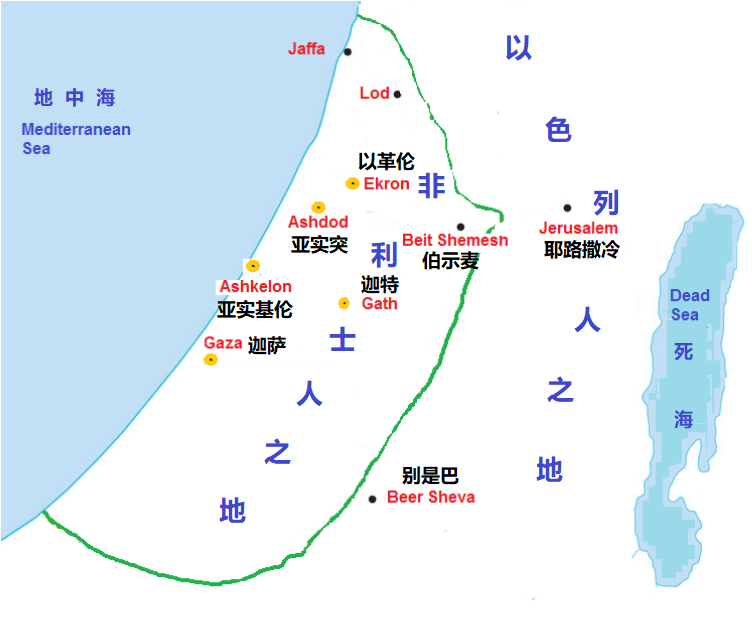 Jaffa
以
地 中 海
Mediterranean
Sea
Lod
色
以革伦
Ekron
非
列
Ashdod
亚实突
Beit Shemesh
伯示麦
Jerusalem
耶路撒冷
利
Ashkelon
亚实基伦
迦特
Gath
Dead
Sea
人
Gaza 迦萨
士
死
人
之
海
之
别是巴
Beer Sheva
地
地